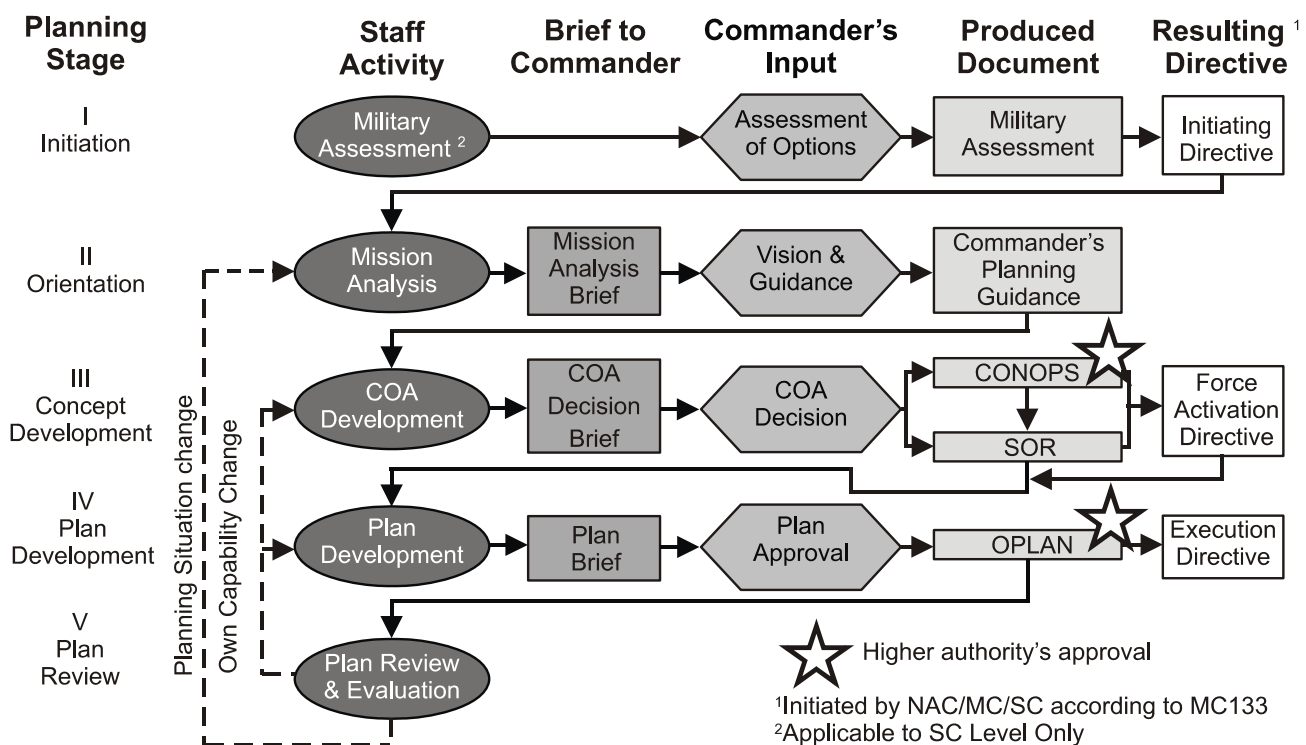 Planning
Stage
Staff
Activity
Brief to
Commander
Commander's
Input
Produced
Document
Resulting 1
Directive
I
Initiation
Military
Assessment 2
Assessment
of Options
Military
Assessment
Initiating
Directive
II
Orientation
Mission
Analysis
Mission
Analysis
Brief
Vision &
Guidance
Commander's
Planning
Guidance
III
Concept
Development
COA
Development
COA
Decision
Brief
COA
Decision
CONOPS
SOR
Force
Activation
Directive
IV
Plan
Development
Plan
Development
Plan
Brief
Plan
Approval
OPLAN
Execution
Directive
V
Plan
Review
Plan Review
& Evaluation
Planning Situation change
Own Capability Change
Higher authority's approval
1Initiated by NAC/MC/SC according to MC133
2Applicable to SC Level Only